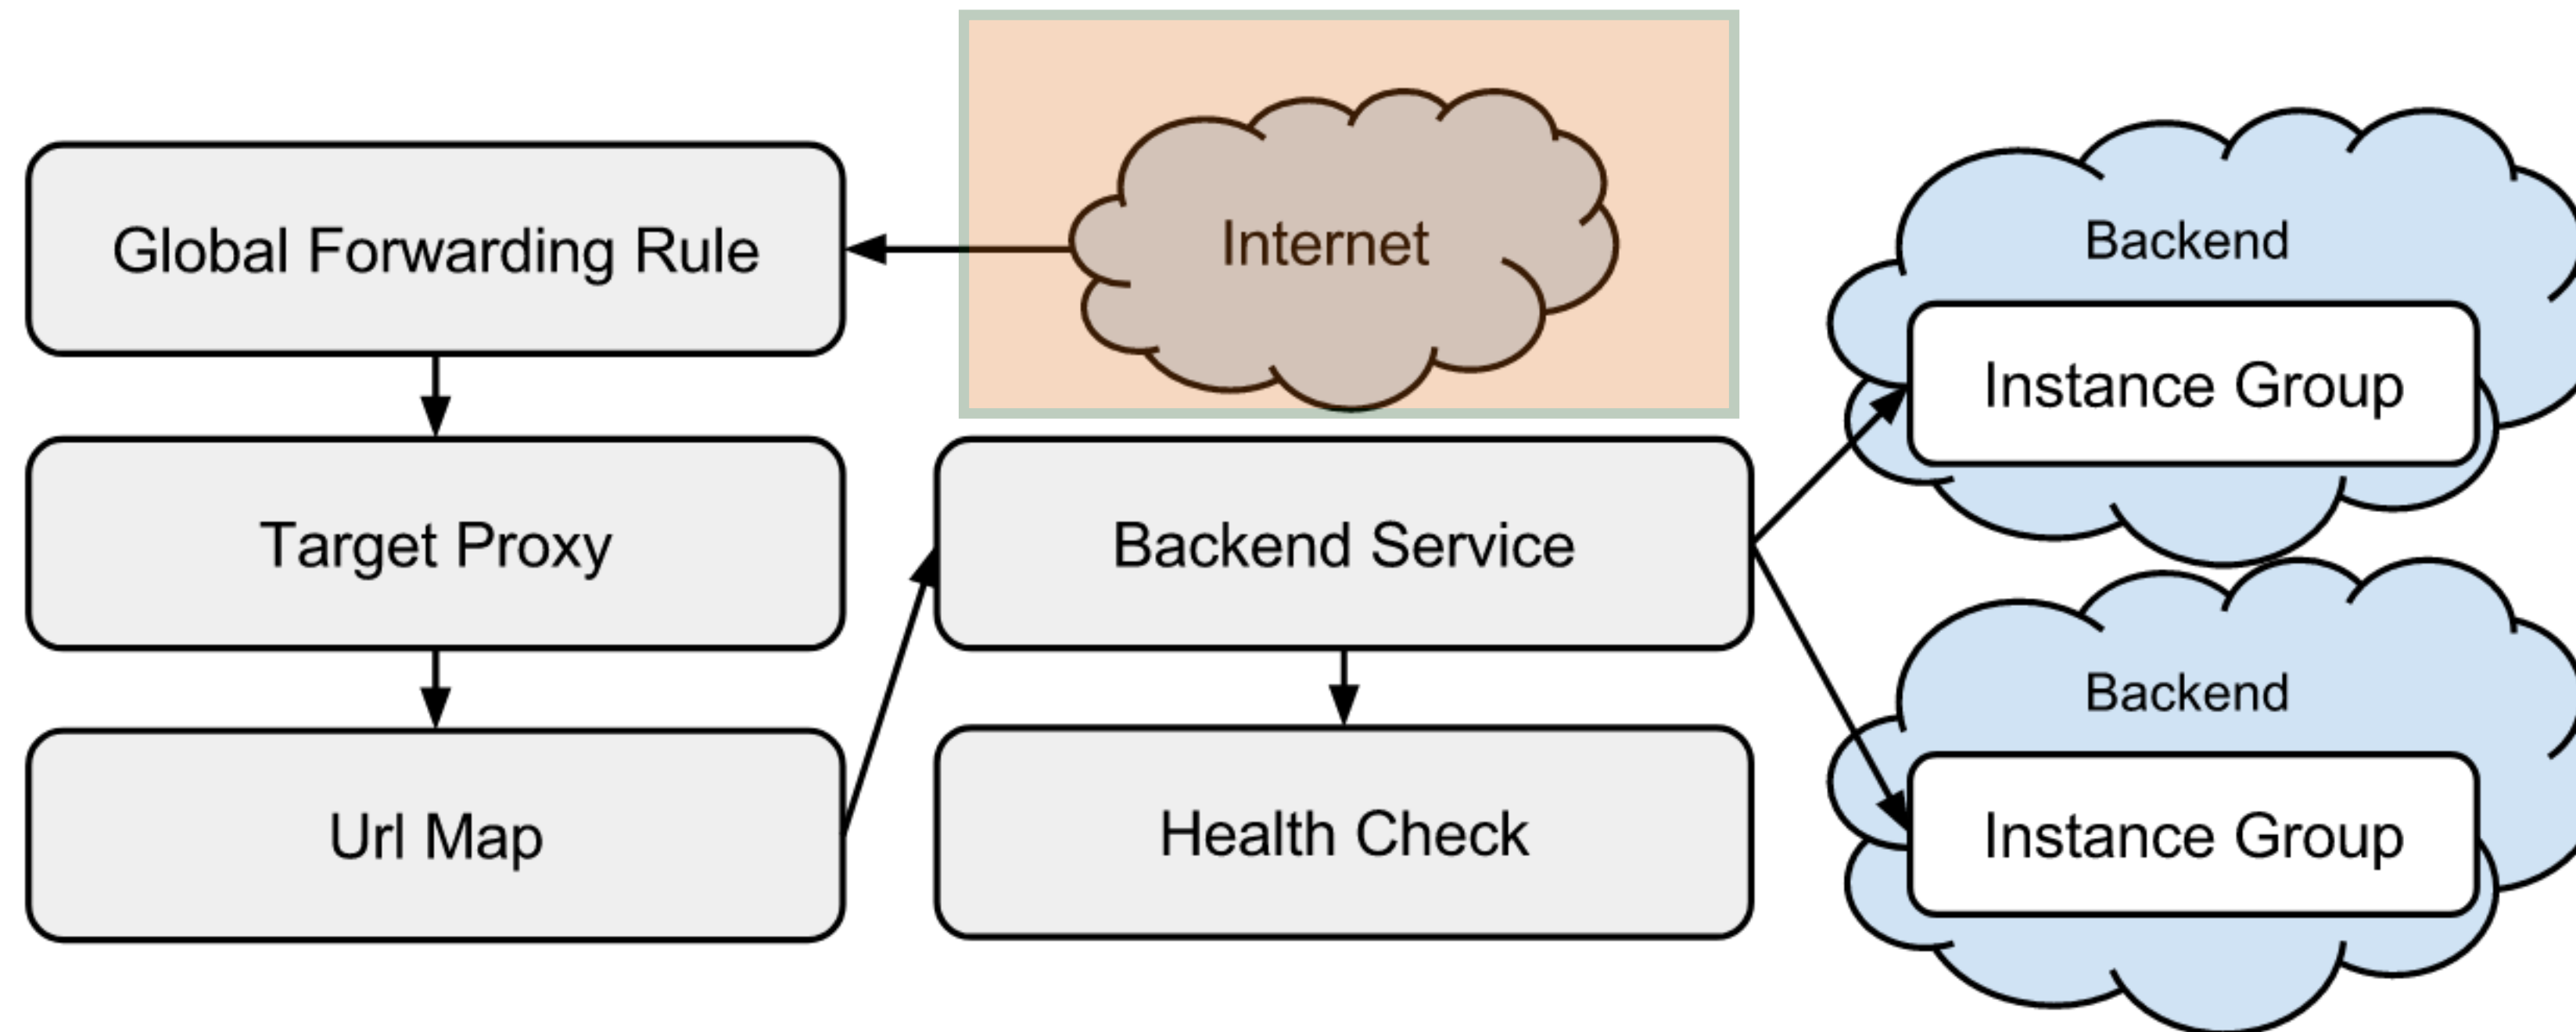 Global Forwarding Rule
Internet
Backend
Instance Group
Target Proxy
Backend Service
Url Map
Health Check
Backend
Instance Group